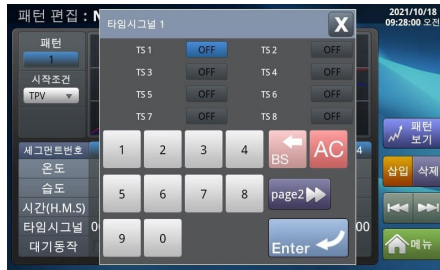 패턴 편집 : N
2021/10/18
09:28:00 오전
타임시그널 1
X
패턴
1
시작조건
TPV
TS 1 OFF TS 2 OFF
TS 3 OFF TS 4 OFF
TS 5 OFF TS 6 OFF
TS 7 OFF TS 8 OFF
1 2 3 4 BS AC
5 6 7 8 page2
9 0 Enter
세그먼트번호 4
온도
습도
시간(H.M.S)
타임시그널 0 00
대기동작
패턴
보기
삽입 삭제
메뉴